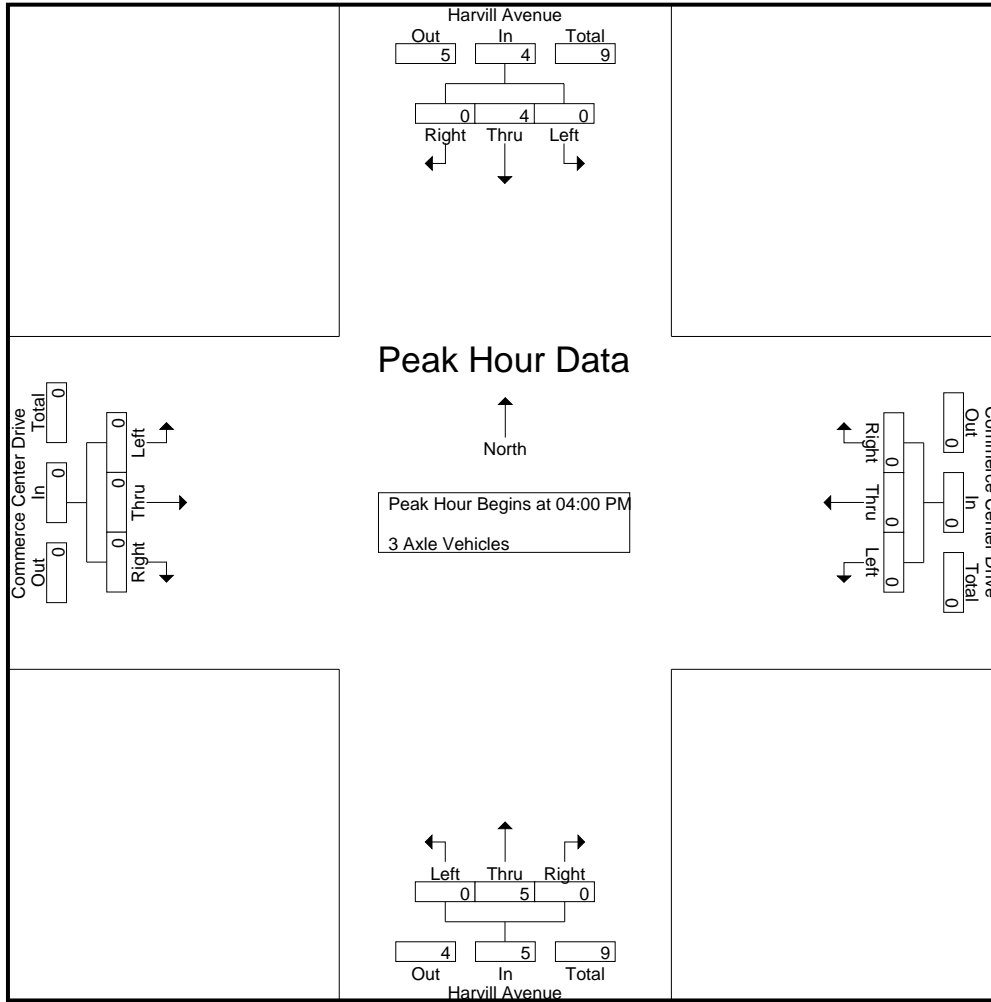 Harvill Avenue
Out In Total
5 4 9
0 4 0
Right Thru Left
Peak Hour Data
North
Peak Hour Begins at 04:00 PM
3 Axle Vehicles
Commerce Center Drive
Total In Out
0 0 0
0 0 0
Left Thru Right
Right Thru Left
0 0 0
Out In Total
0 0 0
Commerce Center Drive
Left Thru Right
0 5 0
4 5 9
Out In Total
Harvill Avenue